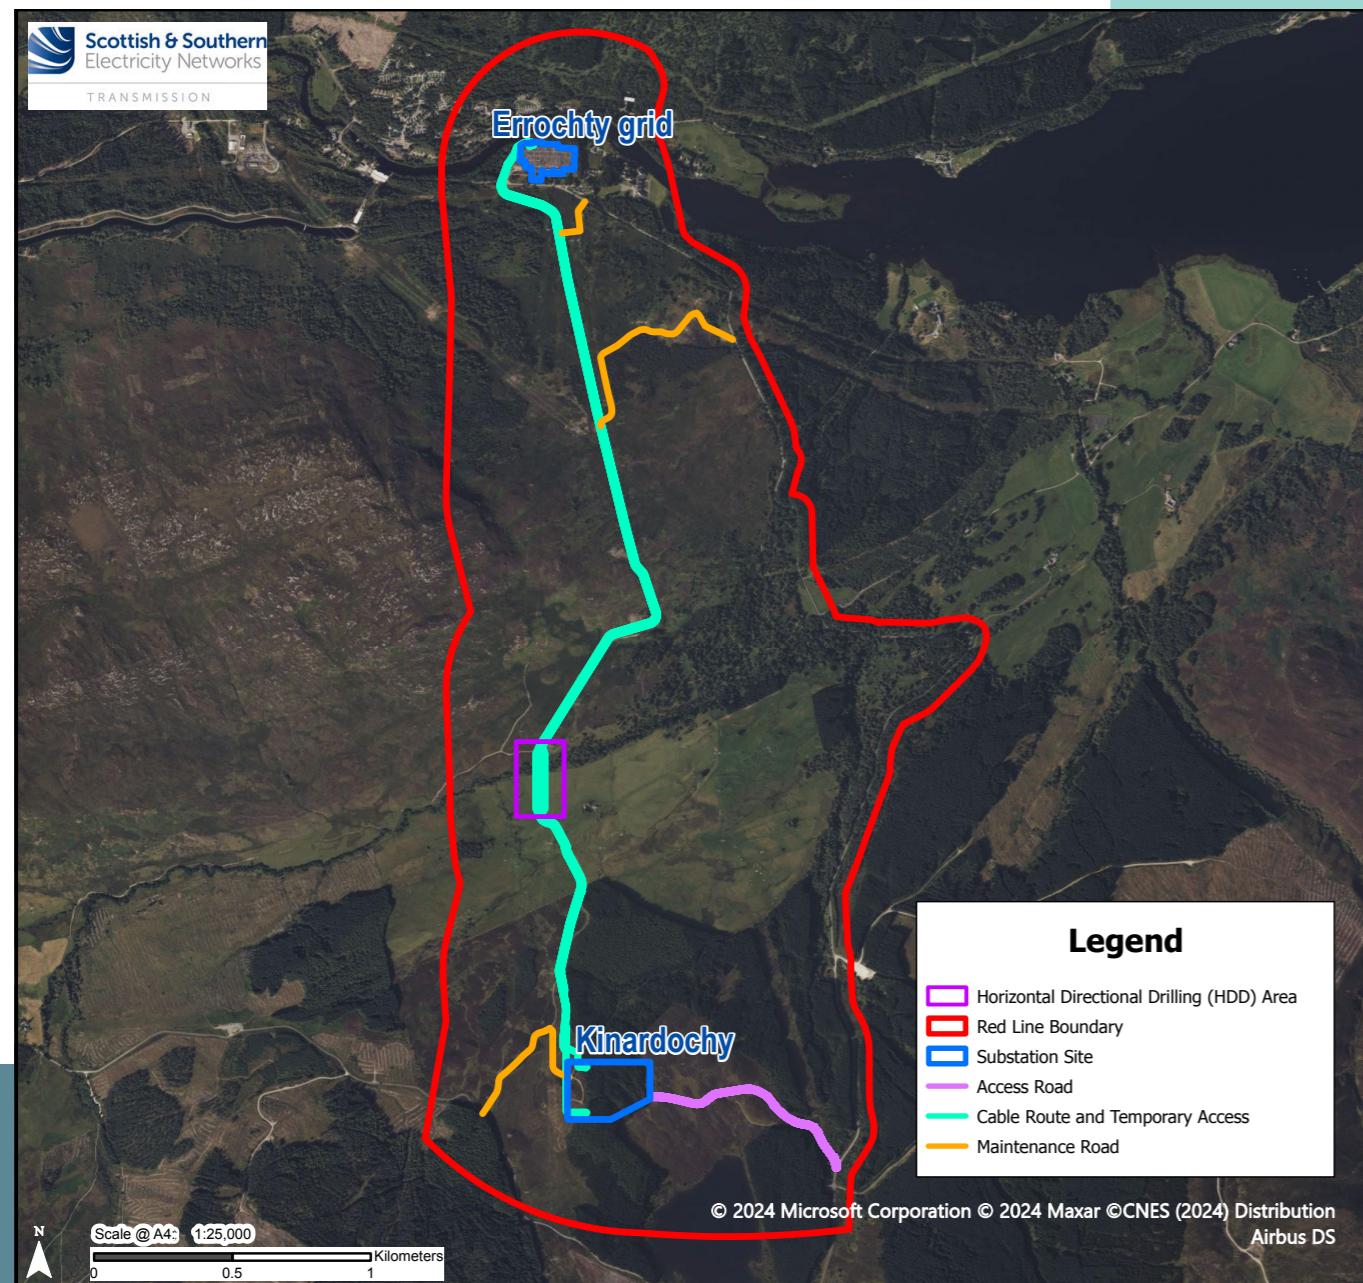 Scottish & Southern
Electricity Networks
TRANSMISSION
Errochty grid
Kinardochy
Legend
Horizontal Directional Drilling (HDD) Area
Red Line Boundary
Substation Site
Access Road
Cable Route and Temporary Access
Maintenance Road
© 2024 Microsoft Corporation © 2024 Maxar ©CNES (2024) Distribution
Airbus DS
N
Scale @ A4: 1:25,000
Kilometers
0 0.5 1